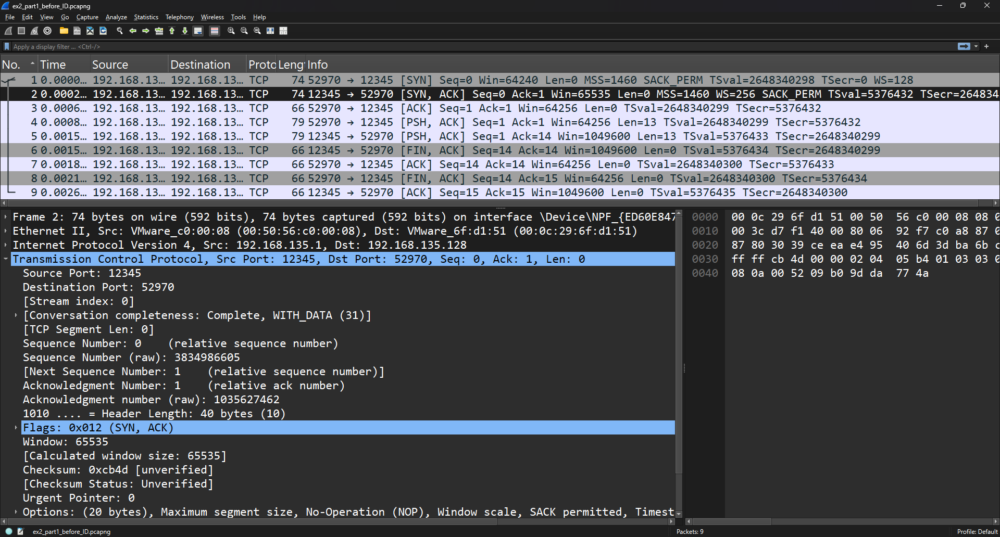 ex2_part1_before_ID.pcapng
File Edit View Go Capture Analyze Statistics Telephony Wireless Tools Help
Apply a display filter ... <Ctrl-/>
No. Time Source Destination Proto Leng Info
1 0.0000… 192.168.13… 192.168.13… TCP 74 52970 → 12345 [SYN] Seq=0 Win=64240 Len=0 MSS=1460 SACK_PERM TSval=2648340298 TSecr=0 WS=128
2 0.0002… 192.168.13… 192.168.13… TCP 74 12345 → 52970 [SYN, ACK] Seq=0 Ack=1 Win=65535 Len=0 MSS=1460 WS=256 SACK_PERM TSval=5376432 TSecr=264834
3 0.0006… 192.168.13… 192.168.13… TCP 66 52970 → 12345 [ACK] Seq=1 Ack=1 Win=64256 Len=0 TSval=2648340299 TSecr=5376432
4 0.0008… 192.168.13… 192.168.13… TCP 79 52970 → 12345 [PSH, ACK] Seq=1 Ack=1 Win=64256 Len=13 TSval=2648340299 TSecr=5376432
5 0.0015… 192.168.13… 192.168.13… TCP 79 12345 → 52970 [PSH, ACK] Seq=1 Ack=14 Win=1049600 Len=13 TSval=5376433 TSecr=2648340299
6 0.0015… 192.168.13… 192.168.13… TCP 66 12345 → 52970 [FIN, ACK] Seq=14 Ack=14 Win=1049600 Len=0 TSval=5376434 TSecr=2648340299
7 0.0018… 192.168.13… 192.168.13… TCP 66 52970 → 12345 [ACK] Seq=14 Ack=14 Win=64256 Len=0 TSval=2648340300 TSecr=5376433
8 0.0021… 192.168.13… 192.168.13… TCP 66 52970 → 12345 [FIN, ACK] Seq=14 Ack=15 Win=64256 Len=0 TSval=2648340300 TSecr=5376434
9 0.0026… 192.168.13… 192.168.13… TCP 66 12345 → 52970 [ACK] Seq=15 Ack=15 Win=1049600 Len=0 TSval=5376435 TSecr=2648340300
Frame 2: 74 bytes on wire (592 bits), 74 bytes captured (592 bits) on interface \Device\NPF_{ED60E847
Ethernet II, Src: VMware_c0:00:08 (00:50:56:c0:00:08), Dst: VMware_6f:d1:51 (00:0c:29:6f:d1:51)
Internet Protocol Version 4, Src: 192.168.135.1, Dst: 192.168.135.128
Transmission Control Protocol, Src Port: 12345, Dst Port: 52970, Seq: 0, Ack: 1, Len: 0
Source Port: 12345
Destination Port: 52970
[Stream index: 0]
[Conversation completeness: Complete, WITH_DATA (31)]
[TCP Segment Len: 0]
Sequence Number: 0 (relative sequence number)
Sequence Number (raw): 3834986605
[Next Sequence Number: 1 (relative sequence number)]
Acknowledgment Number: 1 (relative ack number)
Acknowledgment number (raw): 1035627462
1010 .... = Header Length: 40 bytes (10)
Flags: 0x012 (SYN, ACK)
Window: 65535
[Calculated window size: 65535]
Checksum: 0xcb4d [unverified]
[Checksum Status: Unverified]
Urgent Pointer: 0
Options: (20 bytes), Maximum segment size, No-Operation (NOP), Window scale, SACK permitted, Timest
0000 00 0c 29 6f d1 51 00 50 56 c0 00 08 08 0
0010 00 3c d7 f1 40 00 80 06 92 f7 c0 a8 87 0
0020 87 80 30 39 ce ea e4 95 40 6d 3d ba 6b c
0030 ff ff cb 4d 00 00 02 04 05 b4 01 03 03 0
0040 08 0a 00 52 09 b0 9d da 77 4a
ex2_part1_before_ID.pcapng
Packets: 9
Profile: Default